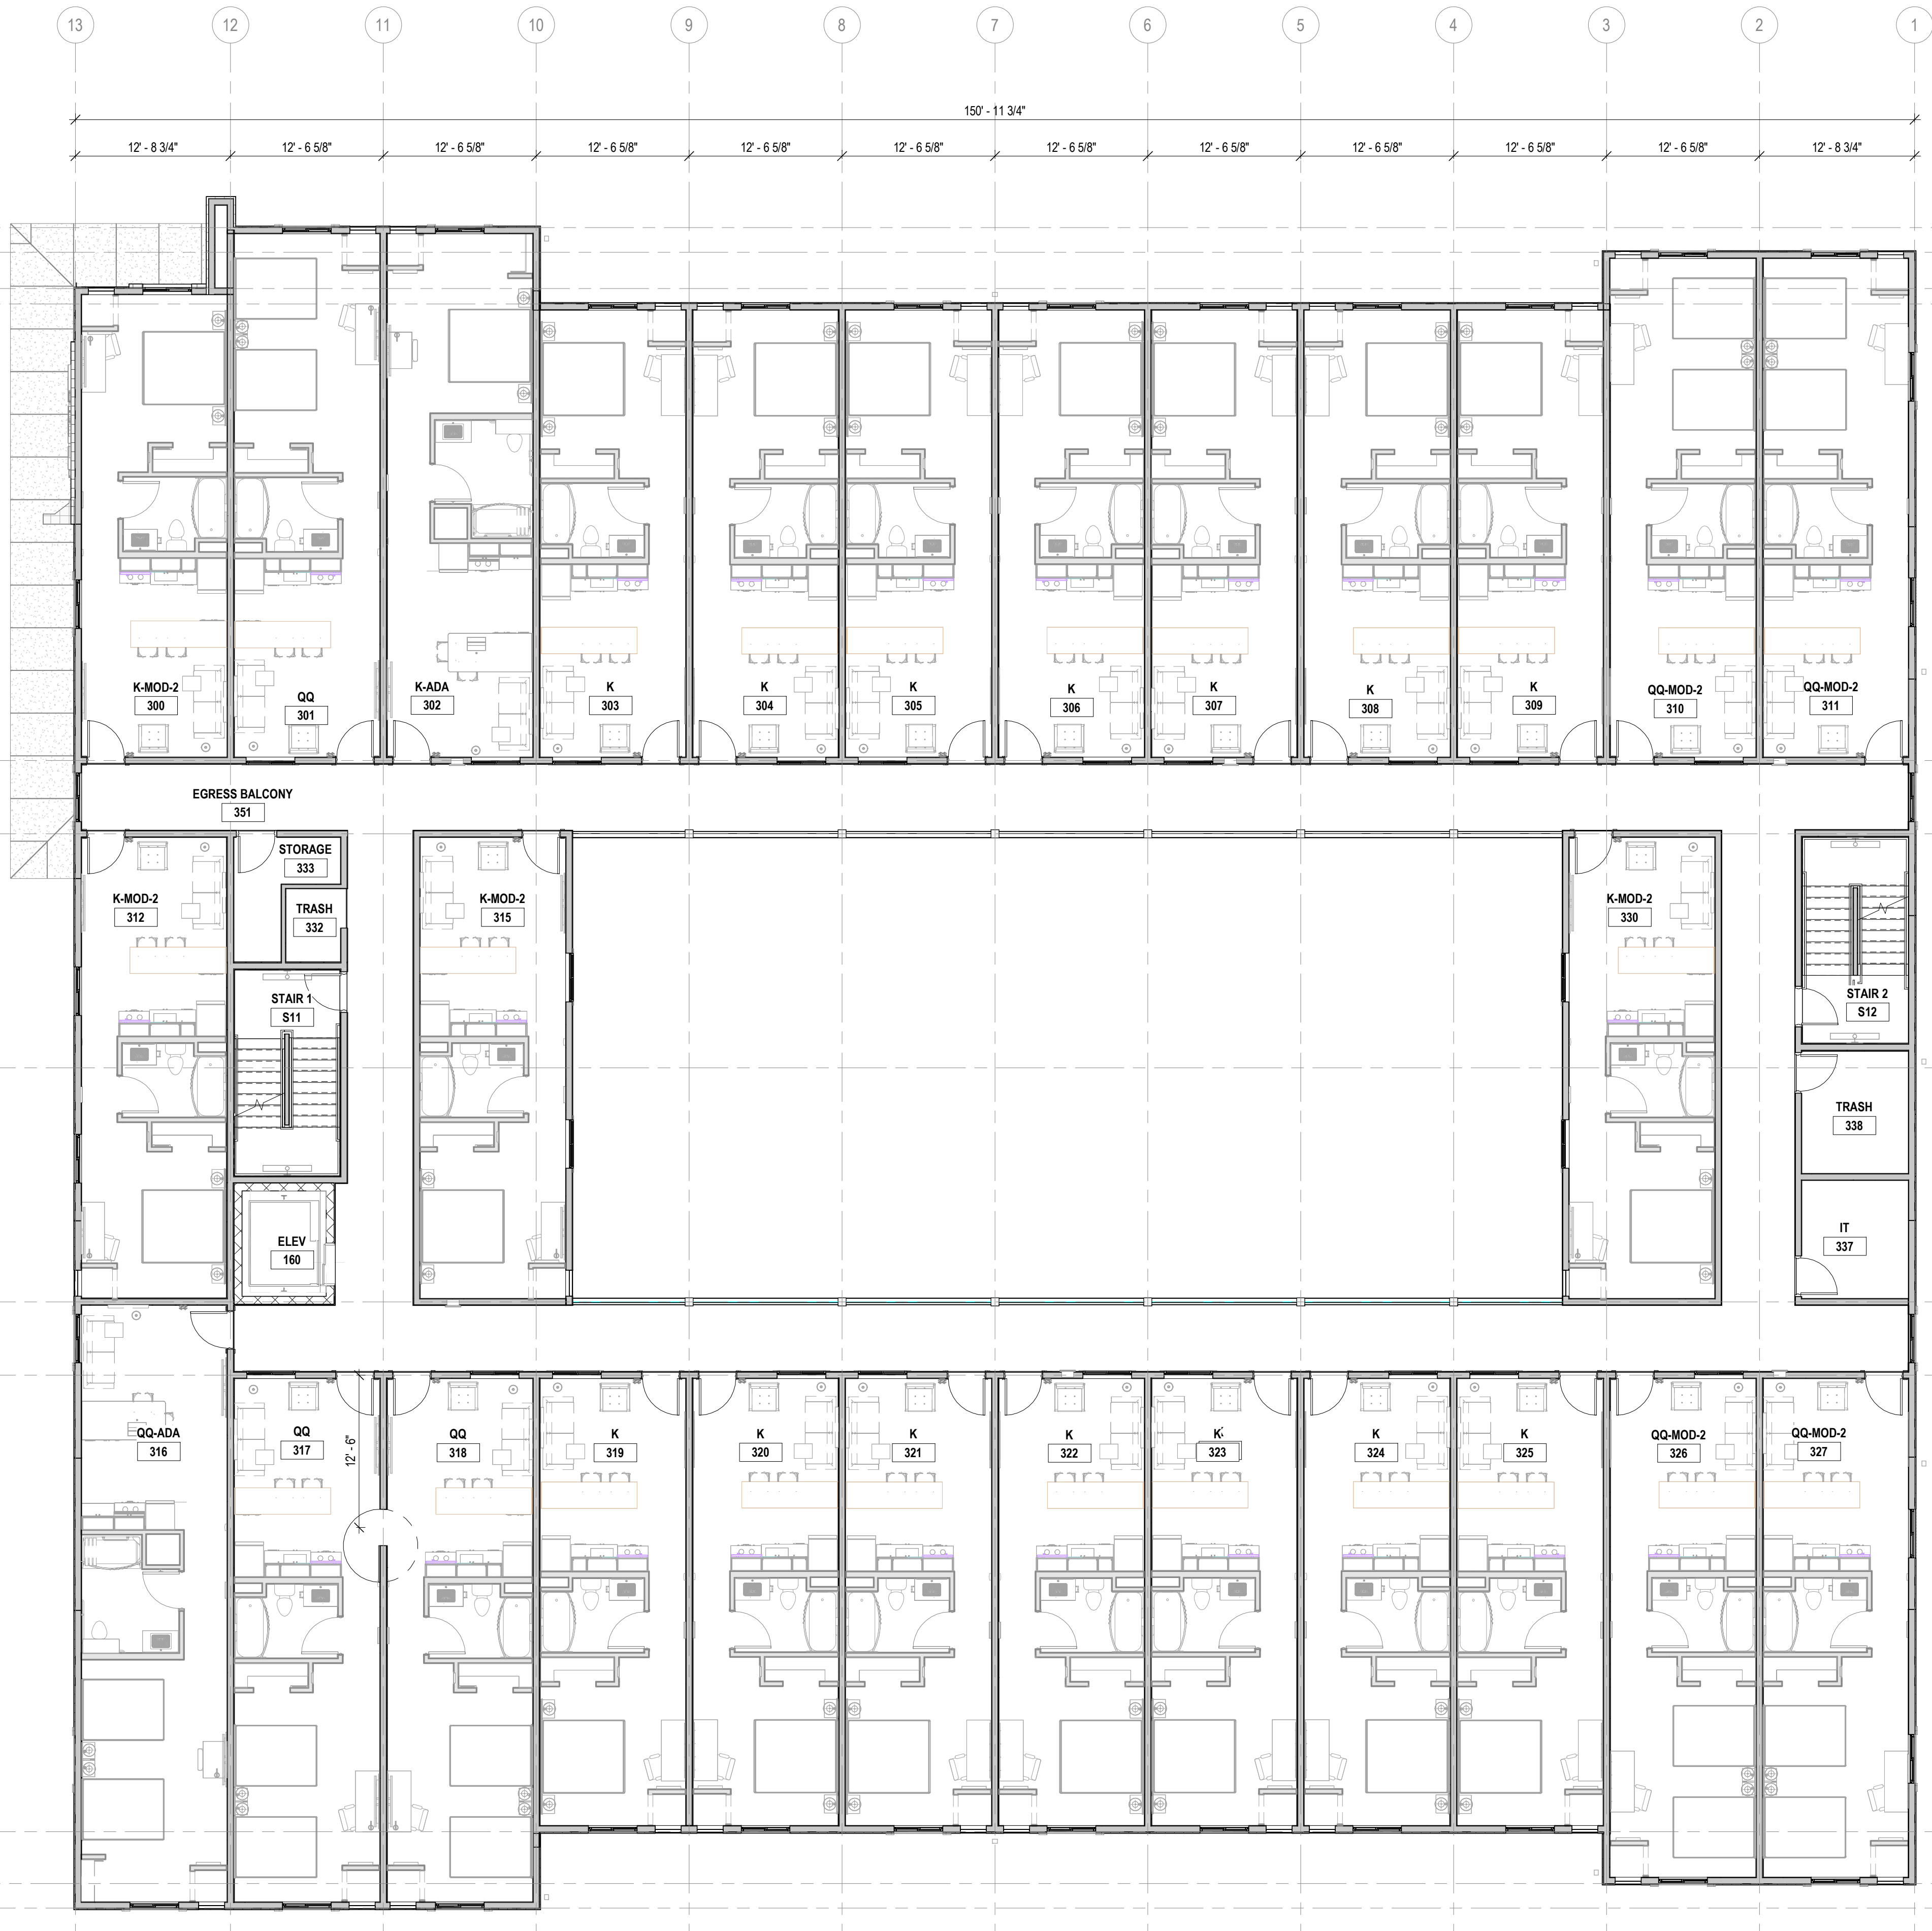 13 12 11 10 9 8 7 6 5 4 3 2 1
150' - 11 3/4"
12' - 8 3/4" 12' - 6 5/8" 12' - 6 5/8" 12' - 6 5/8" 12' - 6 5/8" 12' - 6 5/8" 12' - 6 5/8" 12' - 6 5/8" 12' - 6 5/8" 12' - 6 5/8" 12' - 6 5/8" 12' - 8 3/4"
K-MOD-2
300
QQ
301
K-ADA
302
K
303
K
304
K
305
K
306
K
307
K
308
K
309
QQ-MOD-2
310
QQ-MOD-2
311
EGRESS BALCONY
351
K-MOD-2
312
STORAGE
333
TRASH
332
K-MOD-2
315
K-MOD-2
330
STAIR 1
S11
STAIR 2
S12
TRASH
338
ELEV
160
IT
337
QQ-ADA
316
QQ
317
12' - 6"
QQ
318
K
319
K
320
K
321
K
322
K
323
K
324
K
325
QQ-MOD-2
326
QQ-MOD-2
327